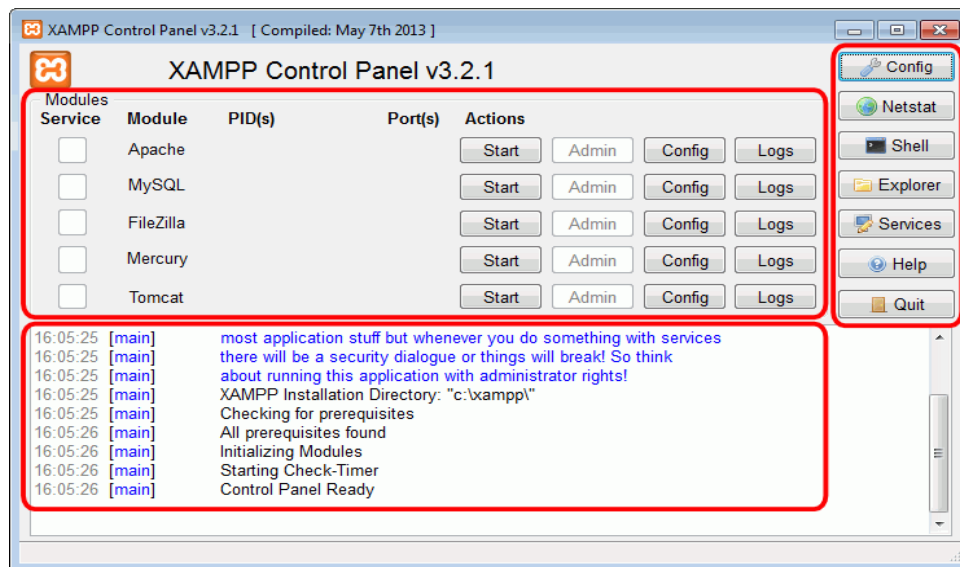 XAMPP Control Panel v3.2.1 [ Compiled: May 7th 2013 ]
XAMPP Control Panel v3.2.1
Config
Modules
Service Module PID(s) Port(s) Actions
Netstat
Apache Start Admin Config Logs
Shell
MySQL Start Admin Config Logs
Explorer
FileZilla Start Admin Config Logs
Services
Mercury Start Admin Config Logs
Help
Tomcat Start Admin Config Logs
Quit
16:05:25 [main] most application stuff but whenever you do something with services
16:05:25 [main] there will be a security dialogue or things will break! So think
16:05:25 [main] about running this application with administrator rights!
16:05:25 [main] XAMPP Installation Directory: "c:\xampp\"
16:05:26 [main] Checking for prerequisites
16:05:26 [main] All prerequisites found
16:05:26 [main] Initializing Modules
16:05:26 [main] Starting Check-Timer
16:05:26 [main] Control Panel Ready